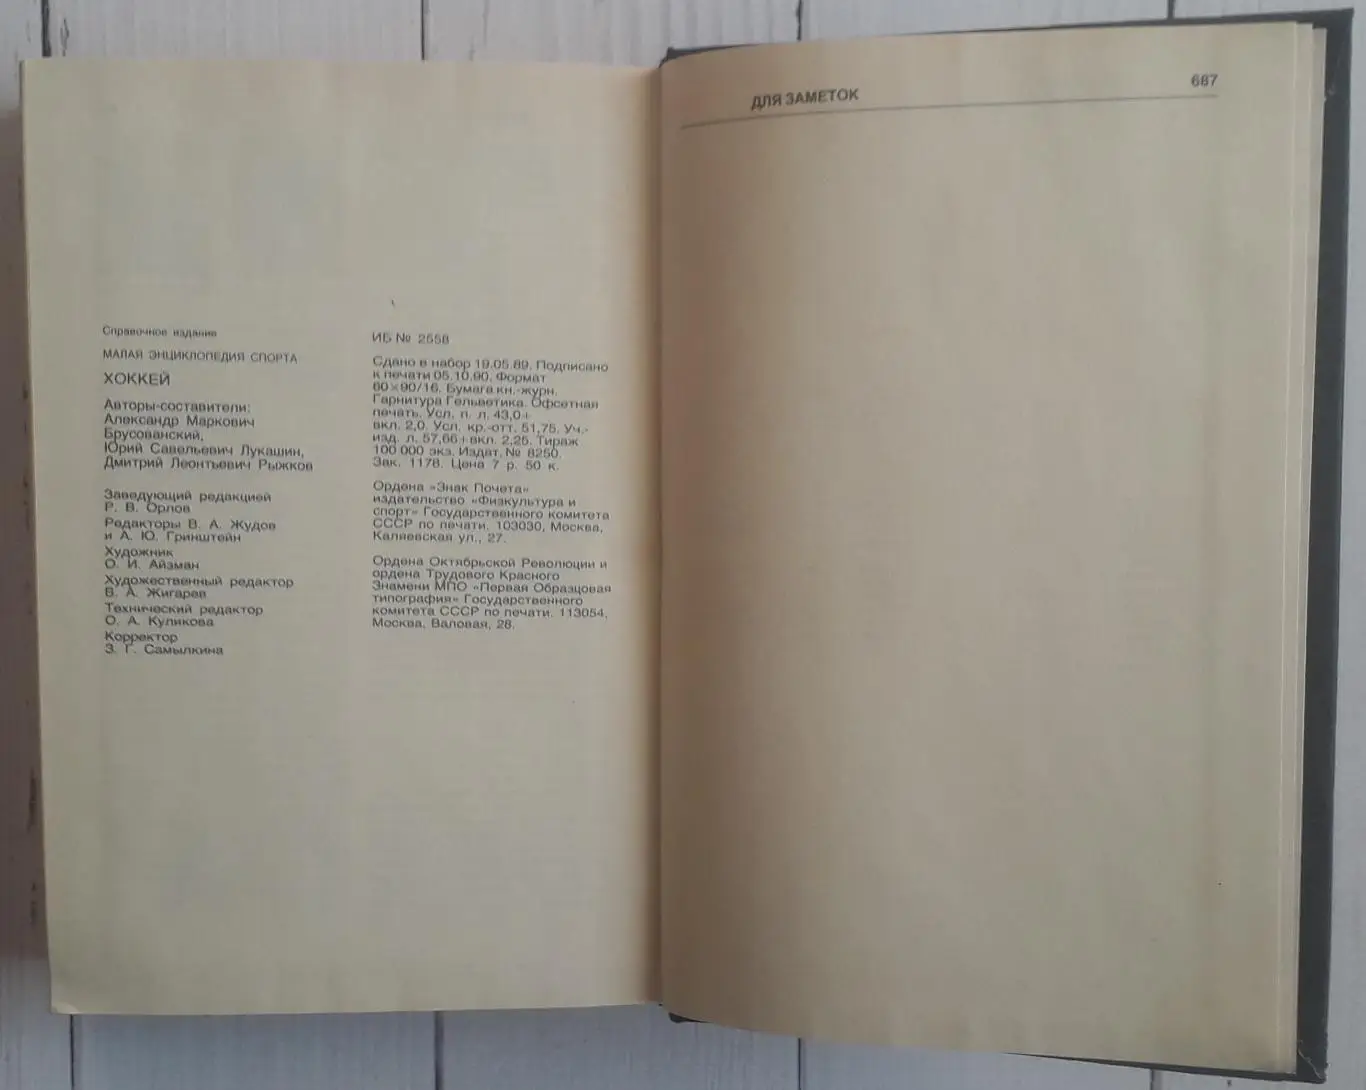 Справочное издание
МАЛАЯ ЭНЦИКЛОПЕДИЯ СПОРТА
ХОККЕЙ
Авторы-составители:
Александр Маркович
Брусованский,
Юрий Савельевич Лукашин,
Дмитрий Леонтьевич Рыжков
Заведующий редакцией
Р. В. Орлов
Редакторы В. А. Жудов
и А. Ю. Гринштейн
Художник
О. И. Айзман
Художественный редактор
В. А. Жигарев
Технический редактор
О. А. Куликова
Корректор
З. Г. Самылкина
ИБ № 2558
Сдано в набор 19.05.89. Подписано
к печати 05.10.90. Формат
60×90/16. Бумага кн.-журн.
Гарнитура Гельветика. Офсетная
печать. Усл. п. л. 43,0+
вкл. 2,0. Усл. кр.-отт. 51,75. Уч.-
изд. л. 57,66+вкл. 2,25. Тираж
100 000 экз. Издат. № 8250.
Зак. 1178. Цена 7 р. 50 к.
Ордена «Знак Почета»
издательство «Физкультура и
спорт» Государственного комитета
СССР по печати. 103030, Москва,
Каляевская ул., 27.
Ордена Октябрьской Революции и
ордена Трудового Красного
Знамени МПО «Первая Образцовая
типография» Государственного
комитета СССР по печати. 113054,
Москва, Валовая, 28.
ДЛЯ ЗАМЕТОК 687